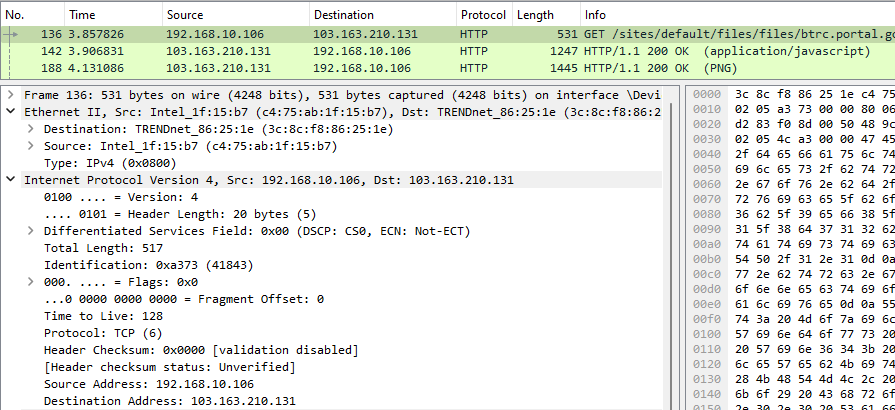 No. Time Source Destination Protocol Length Info
136 3.857826 192.168.10.106 103.163.210.131 HTTP 531 GET /sites/default/files/files/btrc.portal.go
142 3.906831 103.163.210.131 192.168.10.106 HTTP 1247 HTTP/1.1 200 OK (application/javascript)
188 4.131086 103.163.210.131 192.168.10.106 HTTP 1445 HTTP/1.1 200 OK (PNG)
Frame 136: 531 bytes on wire (4248 bits), 531 bytes captured (4248 bits) on interface \Devi
Ethernet II, Src: Intel_1f:15:b7 (c4:75:ab:1f:15:b7), Dst: TRENDnet_86:25:1e (3c:8c:f8:86:2
Destination: TRENDnet_86:25:1e (3c:8c:f8:86:25:1e)
Source: Intel_1f:15:b7 (c4:75:ab:1f:15:b7)
Type: IPv4 (0x0800)
Internet Protocol Version 4, Src: 192.168.10.106, Dst: 103.163.210.131
0100 .... = Version: 4
.... 0101 = Header Length: 20 bytes (5)
Differentiated Services Field: 0x00 (DSCP: CS0, ECN: Not-ECT)
Total Length: 517
Identification: 0xa373 (41843)
000. .... = Flags: 0x0
...0 0000 0000 0000 = Fragment Offset: 0
Time to Live: 128
Protocol: TCP (6)
Header Checksum: 0x0000 [validation disabled]
[Header checksum status: Unverified]
Source Address: 192.168.10.106
Destination Address: 103.163.210.131
0000 3c 8c f8 86 25 1e c4 75
0010 02 05 a3 73 00 00 80 06
0020 d2 83 f0 8d 00 50 48 9c
0030 02 05 4c a3 00 00 47 45
0040 2f 64 65 66 61 75 6c 74
0050 69 6c 65 73 2f 62 74 72
0060 2e 67 6f 76 2e 62 64 2f
0070 72 76 69 63 65 5f 62 6f
0080 36 62 5f 39 65 66 38 5f
0090 31 5f 38 64 37 31 32 62
00a0 74 61 74 69 73 74 69 63
00b0 54 50 2f 31 2e 31 0d 0a
00c0 77 2e 62 74 72 63 2e 67
00d0 6f 6e 6e 65 63 74 69 6f
00e0 61 6c 69 76 65 0d 0a 55
00f0 74 3a 20 4d 6f 7a 69 6c
0100 57 69 6e 64 6f 77 73 20
0110 20 57 69 6e 36 34 3b 20
0120 6c 65 57 65 62 4b 69 74
0130 28 4b 48 54 4d 4c 2c 20
0140 6b 6f 29 20 43 68 72 6f
0150 2e 30 2e 30 20 53 61 66